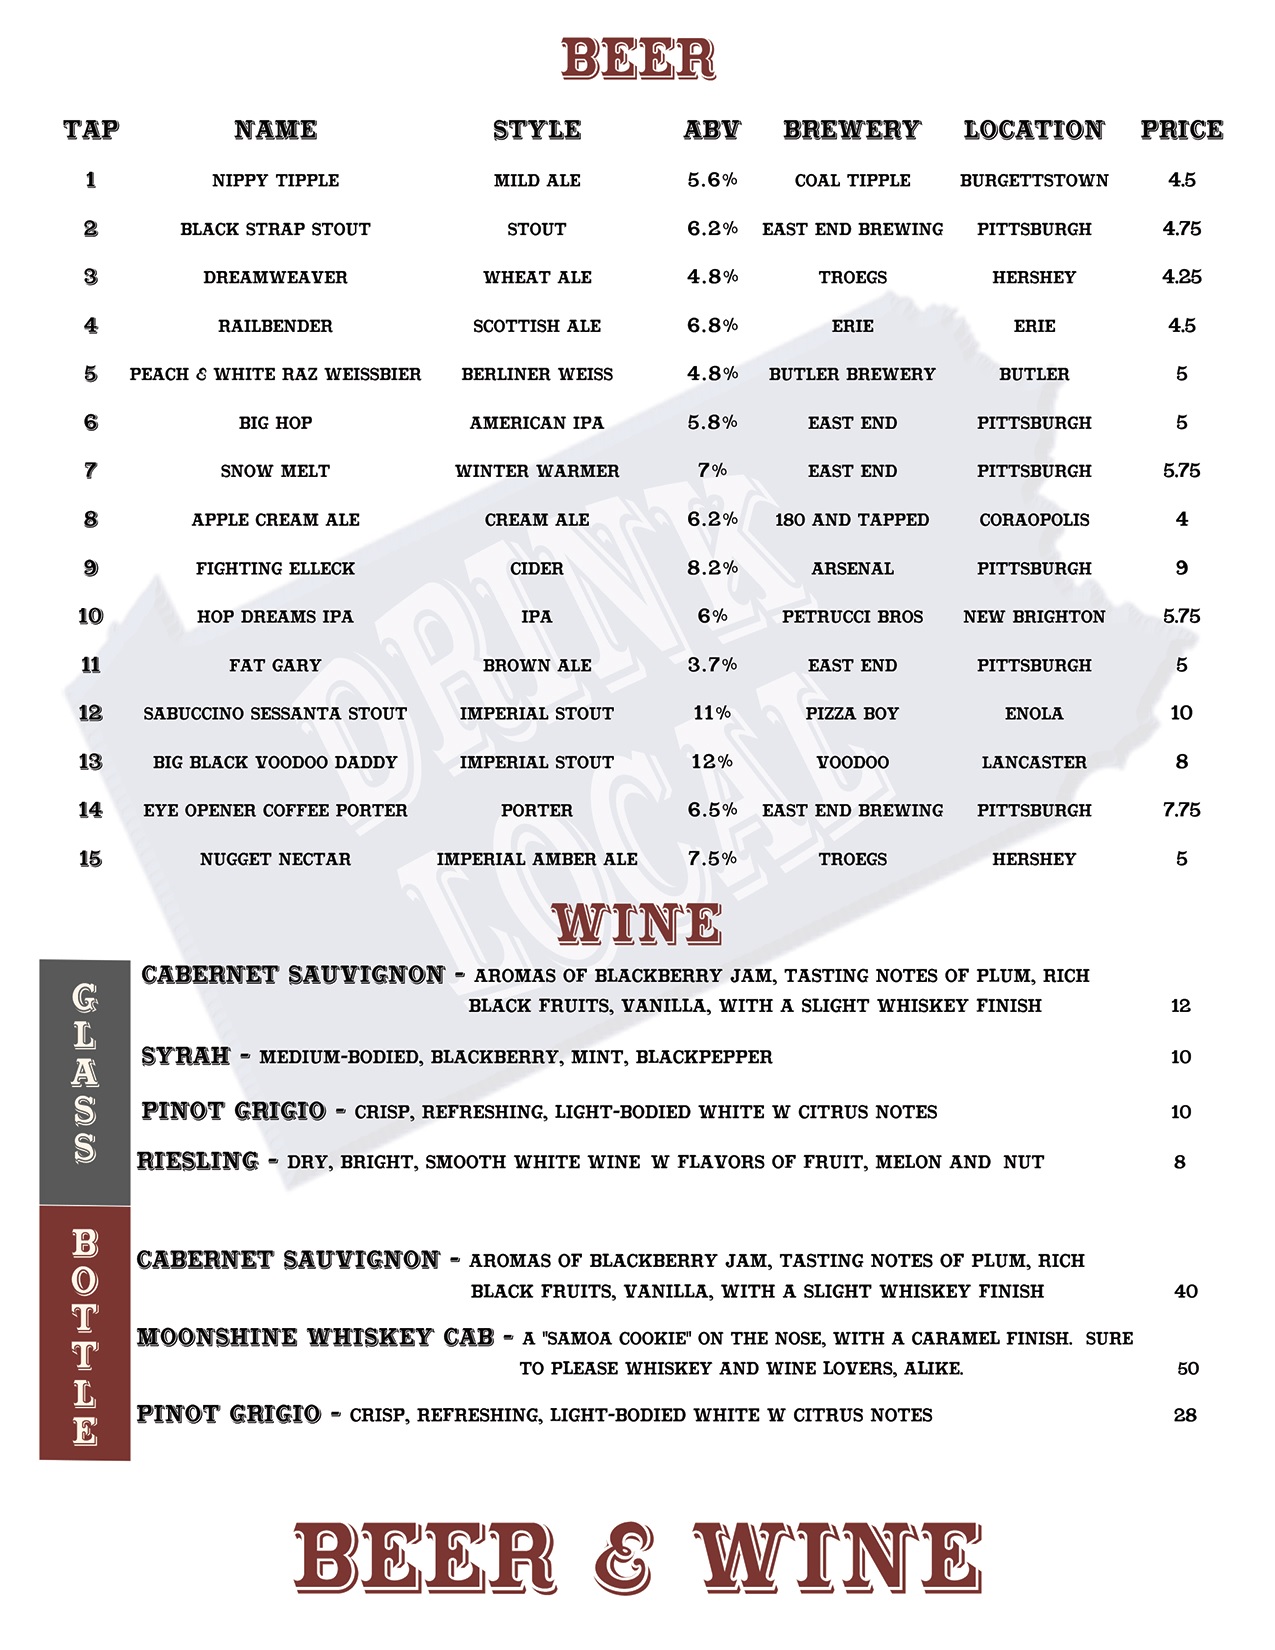 BEER
TAP NAME STYLE ABV BREWERY LOCATION PRICE
1 NIPPY TIPPLE MILD ALE 5.6% COAL TIPPLE BURGETTSTOWN 4.5
2 BLACK STRAP STOUT STOUT 6.2% EAST END BREWING PITTSBURGH 4.75
3 DREAMWEAVER WHEAT ALE 4.8% TROEGS HERSHEY 4.25
4 RAILBENDER SCOTTISH ALE 6.8% ERIE ERIE 4.5
5 PEACH & WHITE RAZ WEISSBIER BERLINER WEISS 4.8% BUTLER BREWERY BUTLER 5
6 BIG HOP AMERICAN IPA 5.8% EAST END PITTSBURGH 5
7 SNOW MELT WINTER WARMER 7% EAST END PITTSBURGH 5.75
8 APPLE CREAM ALE CREAM ALE 6.2% 180 AND TAPPED CORAOPOLIS 4
9 FIGHTING ELLECK CIDER 8.2% ARSENAL PITTSBURGH 9
10 HOP DREAMS IPA IPA 6% PETRUCCI BROS NEW BRIGHTON 5.75
11 FAT GARY BROWN ALE 3.7% EAST END PITTSBURGH 5
12 SABUCCINO SESSANTA STOUT IMPERIAL STOUT 11% PIZZA BOY ENOLA 10
13 BIG BLACK VOODOO DADDY IMPERIAL STOUT 12% VOODOO LANCASTER 8
14 EYE OPENER COFFEE PORTER PORTER 6.5% EAST END BREWING PITTSBURGH 7.75
15 NUGGET NECTAR IMPERIAL AMBER ALE 7.5% TROEGS HERSHEY 5
DRINK
LOCAL
WINE
GLASS
CABERNET SAUVIGNON - AROMAS OF BLACKBERRY JAM, TASTING NOTES OF PLUM, RICH
BLACK FRUITS, VANILLA, WITH A SLIGHT WHISKEY FINISH 12
SYRAH - MEDIUM-BODIED, BLACKBERRY, MINT, BLACKPEPPER 10
PINOT GRIGIO - CRISP, REFRESHING, LIGHT-BODIED WHITE W CITRUS NOTES 10
RIESLING - DRY, BRIGHT, SMOOTH WHITE WINE W FLAVORS OF FRUIT, MELON AND NUT 8
BOTTLE
CABERNET SAUVIGNON - AROMAS OF BLACKBERRY JAM, TASTING NOTES OF PLUM, RICH
BLACK FRUITS, VANILLA, WITH A SLIGHT WHISKEY FINISH 40
MOONSHINE WHISKEY CAB - A "SAMOA COOKIE" ON THE NOSE, WITH A CARAMEL FINISH. SURE
TO PLEASE WHISKEY AND WINE LOVERS, ALIKE. 50
PINOT GRIGIO - CRISP, REFRESHING, LIGHT-BODIED WHITE W CITRUS NOTES 28
BEER & WINE